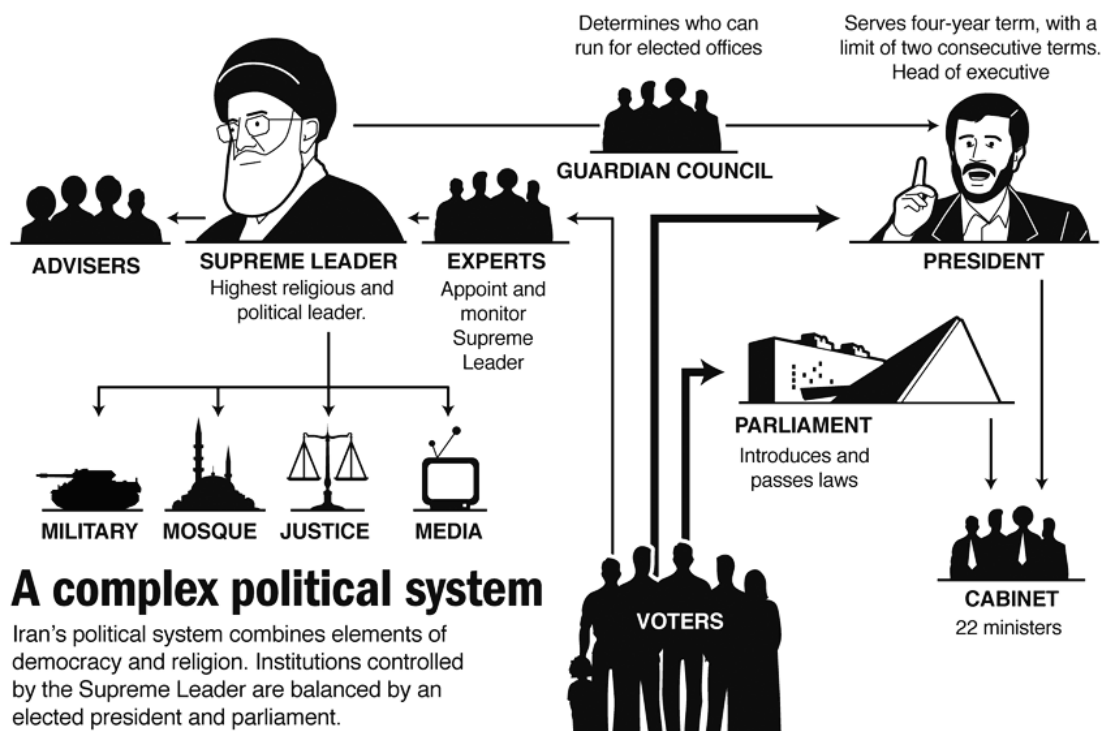 Determines who can
run for elected offices
Serves four-year term, with a
limit of two consecutive terms.
Head of executive
GUARDIAN COUNCIL
ADVISERS
SUPREME LEADER
Highest religious and
political leader.
EXPERTS
Appoint and
monitor
Supreme
Leader
PRESIDENT
PARLIAMENT
Introduces and
passes laws
MILITARY
MOSQUE
JUSTICE
MEDIA
VOTERS
CABINET
22 ministers
A complex political system
Iran's political system combines elements of
democracy and religion. Institutions controlled
by the Supreme Leader are balanced by an
elected president and parliament.